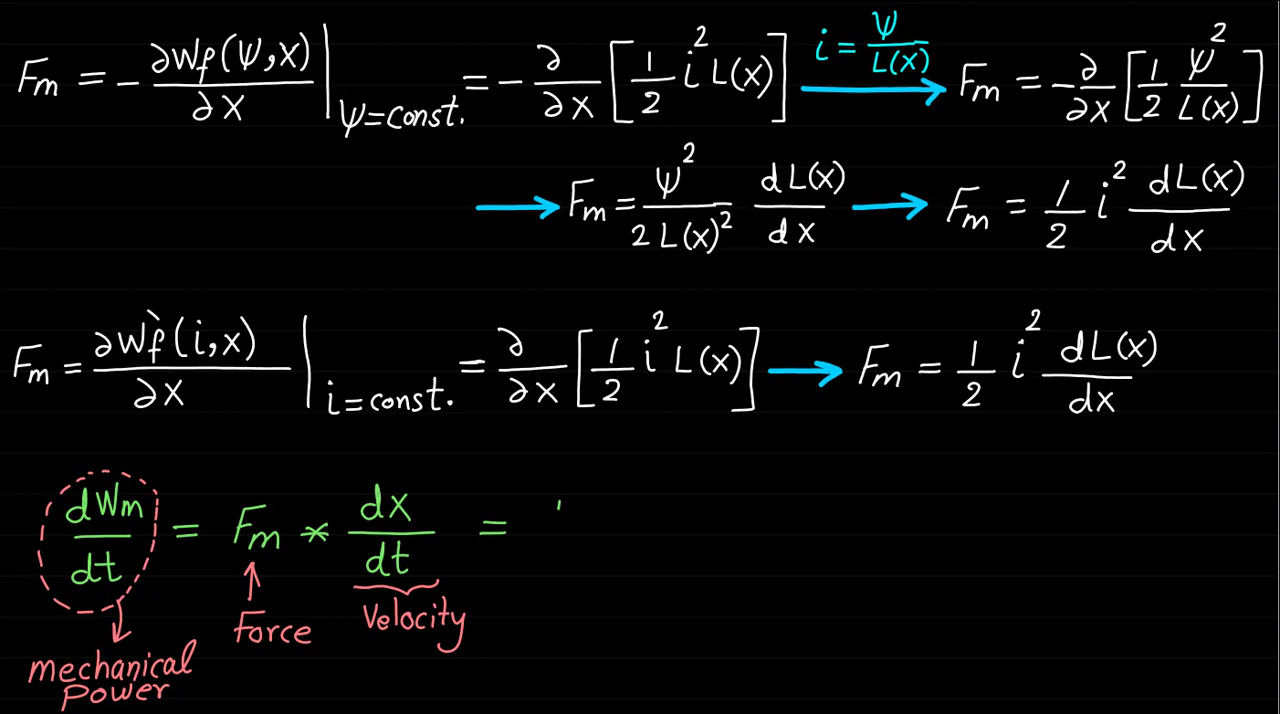 Fm = - ∂Wf(Ψ,x)/∂x |Ψ=const. = - ∂/∂x [1/2 i² L(x)] i = Ψ/L(x) → Fm = - ∂/∂x [1/2 Ψ²/L(x)]
→ Fm = Ψ²/2L(x)² dL(x)/dx → Fm = 1/2 i² dL(x)/dx
Fm = ∂Wf̀(i,x)/∂x |i=const. = ∂/∂x [1/2 i² L(x)] → Fm = 1/2 i² dL(x)/dx
dWm/dt = Fm * dx/dt =
Force Velocity
mechanical
Power